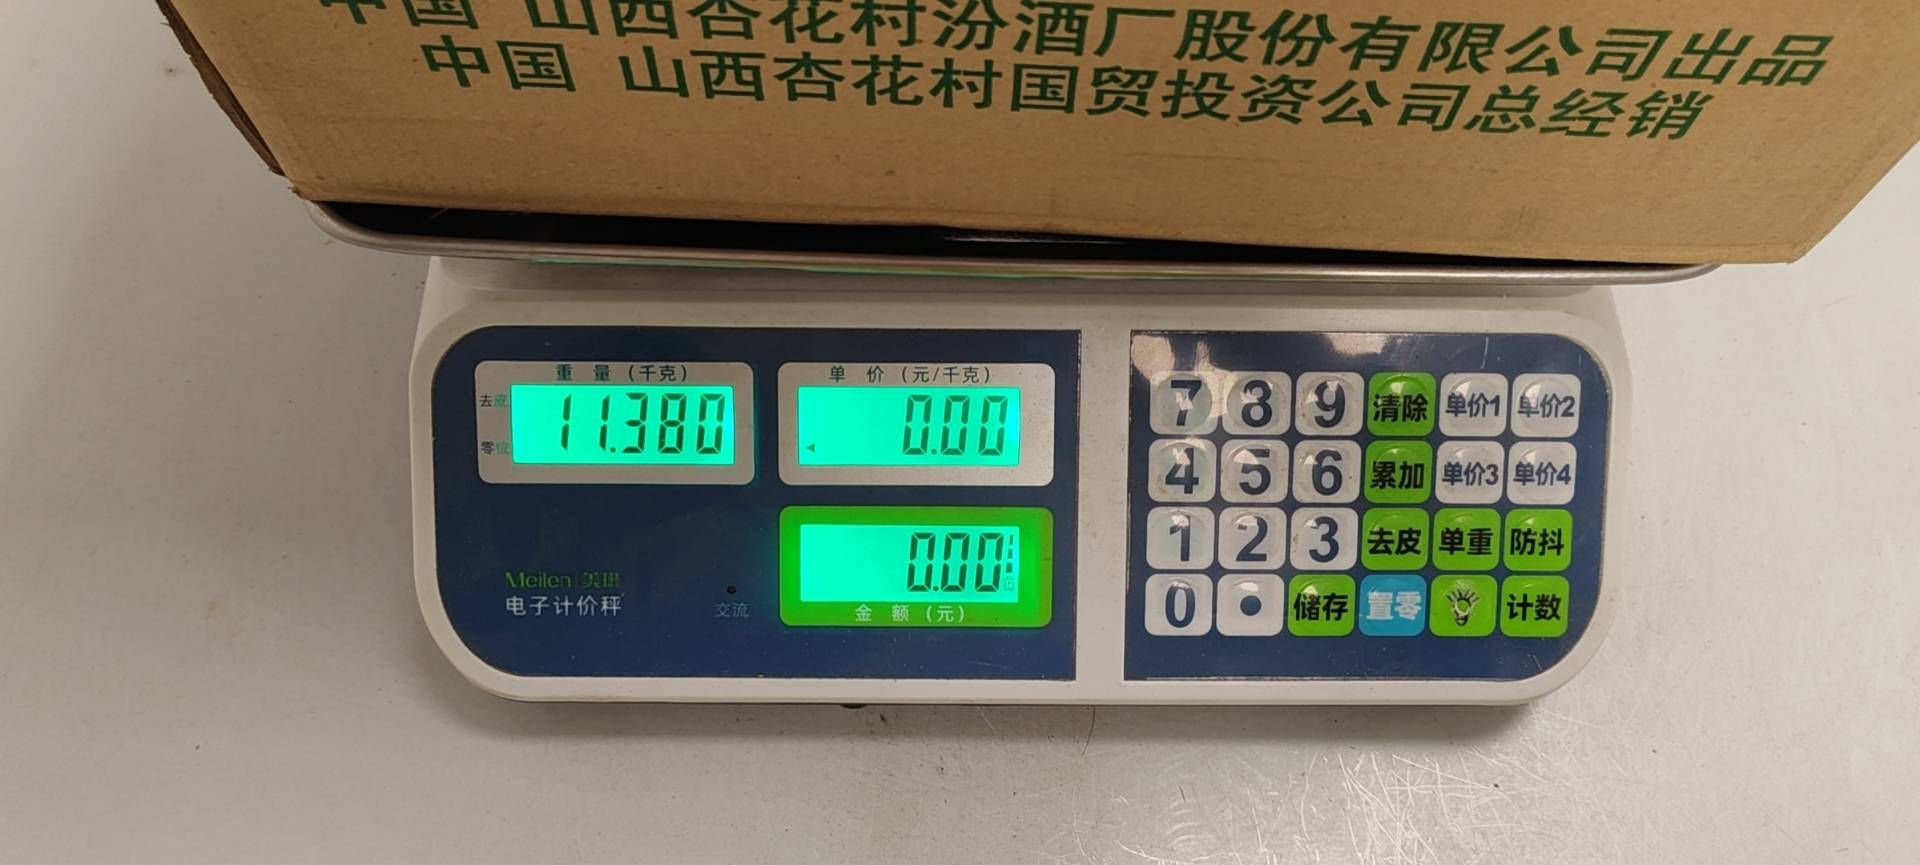 中国 山西杏花村汾酒厂股份有限公司出品
中国 山西杏花村国贸投资公司总经销
重 量 (千克)
去皮
零位
11.380
单 价 (元/千克)
0.00
0.00
金 额 (元)
Meilen 美琳
电子计价秤
交流
7 8 9 清除 单价1 单价2
4 5 6 累加 单价3 单价4
1 2 3 去皮 单重 防抖
0 • 储存 置零 计数